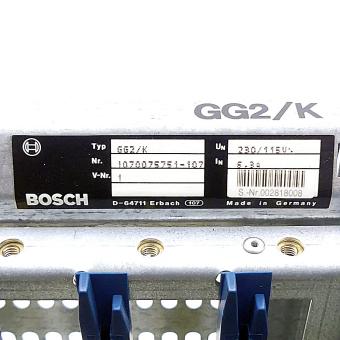 GG2/K
Typ GG2/K
Nr. 1070075751-107
V-Nr. 1
UN 230/115V~
IN 6.3A
S.-Nr.002818008
BOSCH
D-64711 Erbach 107 Made in Germany